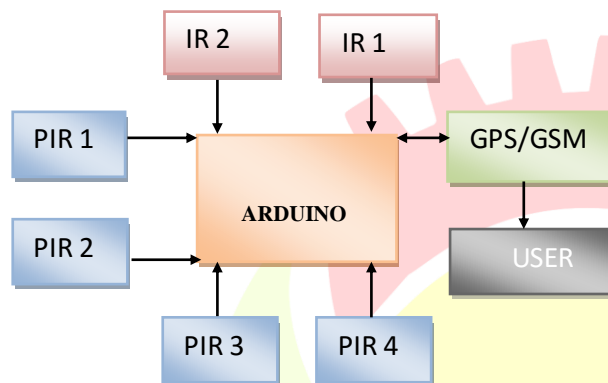 IR 2
IR 1
PIR 1
GPS/GSM
ARDUINO
PIR 2
USER
PIR 3
PIR 4